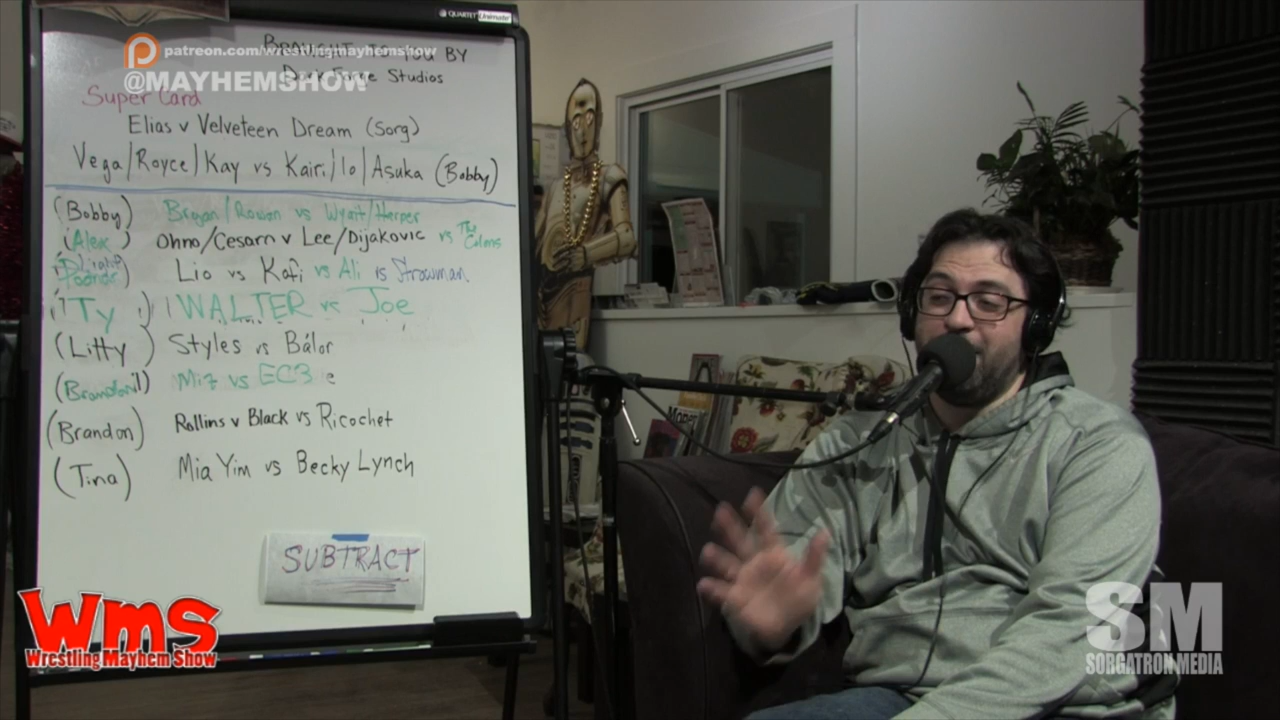 QUARTET Unimate
BROUGHT TO YOU BY
patreon.com/wrestlingmayhemshow
@MAYHEMSHOW
Studios
Super Card
Elias v Velveteen Dream (Sorg)
Vega/Royce/Kay vs Kairi/Io/Asuka (Bobby)
(Bobby) Bryan/Rowan vs Wyatt/Harper
(Alex) Ohno/Cesaro v Lee/Dijakovic vs The Colons
Lio vs Kofi vs Ali vs Strowman
(Ty) WALTER vs Joe
(Litty) Styles vs Bálor
Miz vs EC3 e
(Brandon) Rollins v Black vs Ricochet
(Tina) Mia Yim vs Becky Lynch
SUBTRACT
WMS
Wrestling Mayhem Show
SM
SORGATRON MEDIA